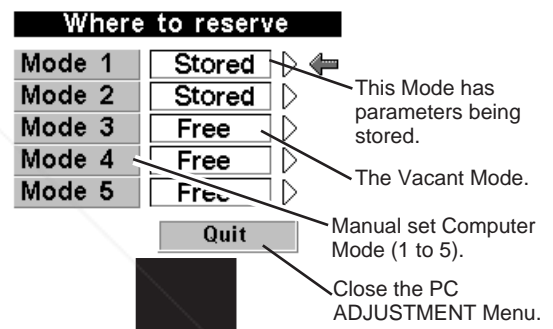 Where to reserve
Mode 1 Stored
Mode 2 Stored
Mode 3 Free
Mode 4 Free
Mode 5 Free
Quit
This Mode has
parameters being
stored.
The Vacant Mode.
Manual set Computer
Mode (1 to 5).
Close the PC
ADJUSTMENT Menu.